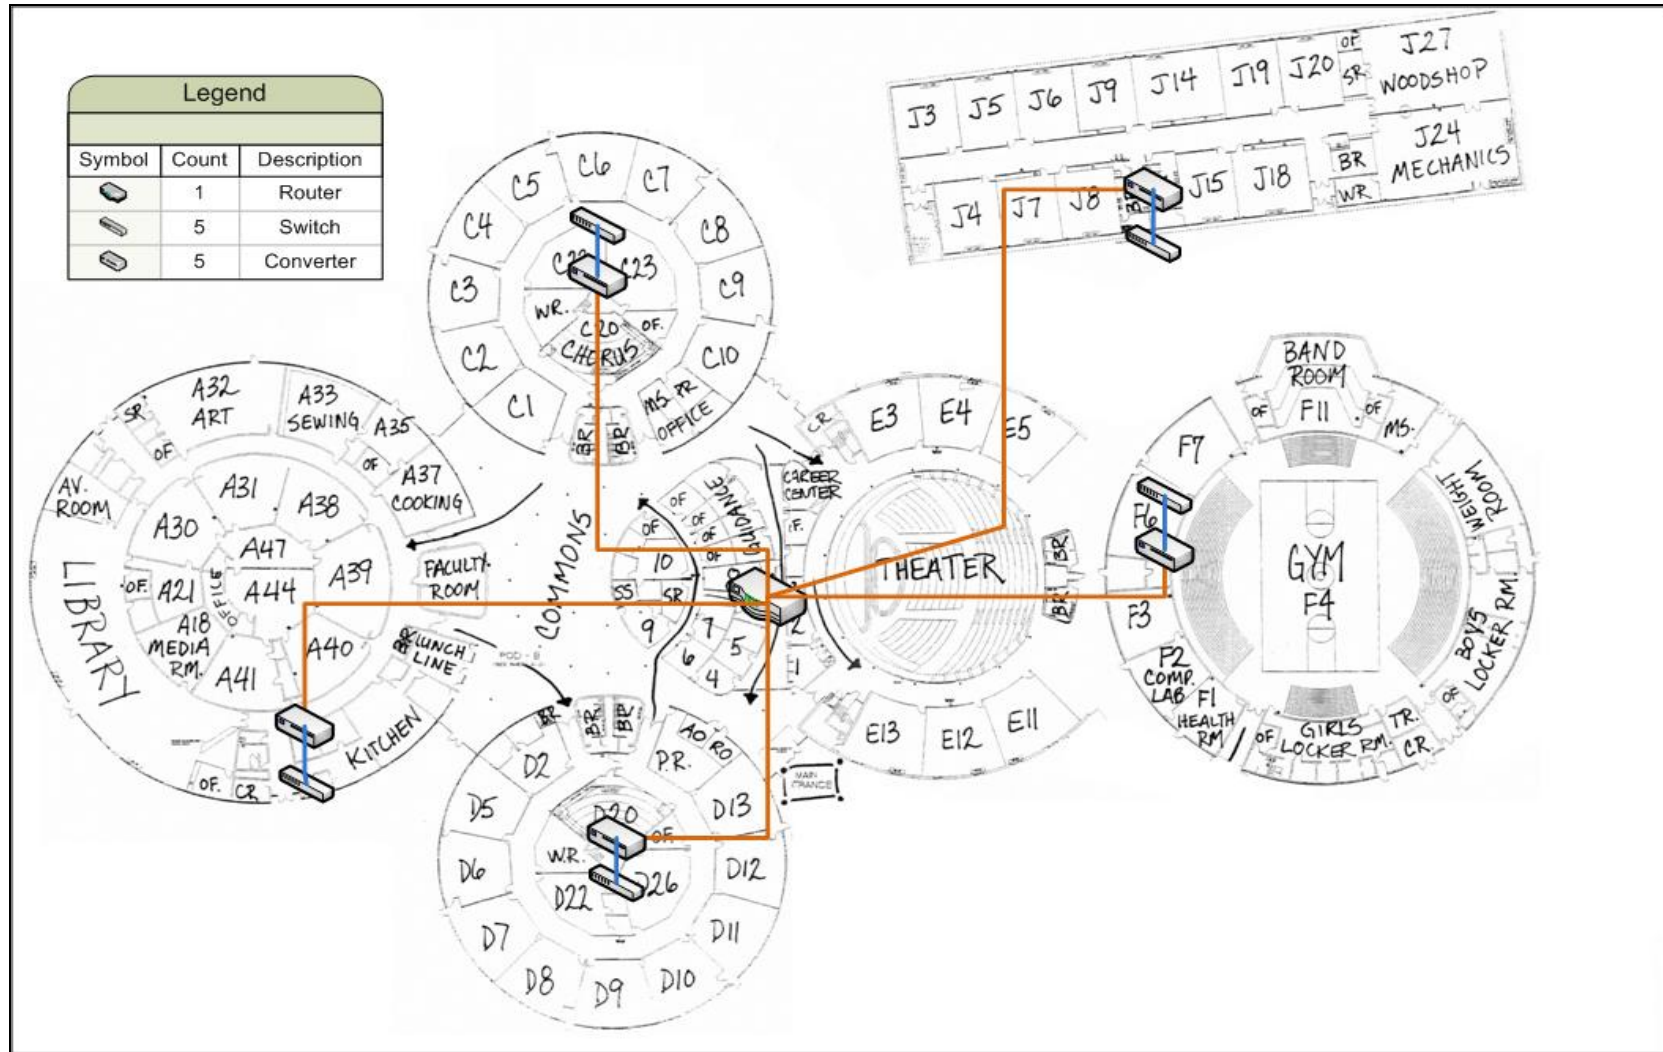 Legend
Symbol Count Description
1 Router
5 Switch
5 Converter
J3 J5 J6 J9 J14 J19 J20 OF
SR
J27
WOODSHOP
J4 J7 J8 J15 J18
BR
WR
J24
MECHANICS
C1
C2
C3
C4
C5
C6
C7
C8
C9
C10
C23
WR.
C20
CHORUS
OF.
BR BR
MS. PR
OFFICE
A32
ART
A33
SEWING
A35
OF
A37
COOKING
SR
OF
AV.
ROOM
A30
A31
A38
A47
A39
A44
OFFICE
A21
OF.
A18
MEDIA
RM.
A41
A40
LIBRARY
OF.
CR
KITCHEN
FACULTY
ROOM
BR
LUNCH
LINE
COMMONS
POD - B
OF
OF
OF
OF
OF
GUIDANCE
10
SS
SR
9
7
6
5
4
2
1
CAREER
CENTER
F.
CR
E3
E4
E5
THEATER
BR
BR
E13
E12
E11
MAIN
BAND
ROOM
OF
F11
OF
MS.
F7
F6
F3
F2
COMP.
LAB
F1
HEALTH
RM
GYM
F4
WEIGHT
ROOM
BOYS
LOCKER RM.
OF
GIRLS
LOCKER RM.
OF
TR.
CR.
BR
BR BR
D2
P.R.
AO RO
D5
D13
D20
OF.
W.R.
D6
D12
D22
D26
D7
D11
D8
D9
D10